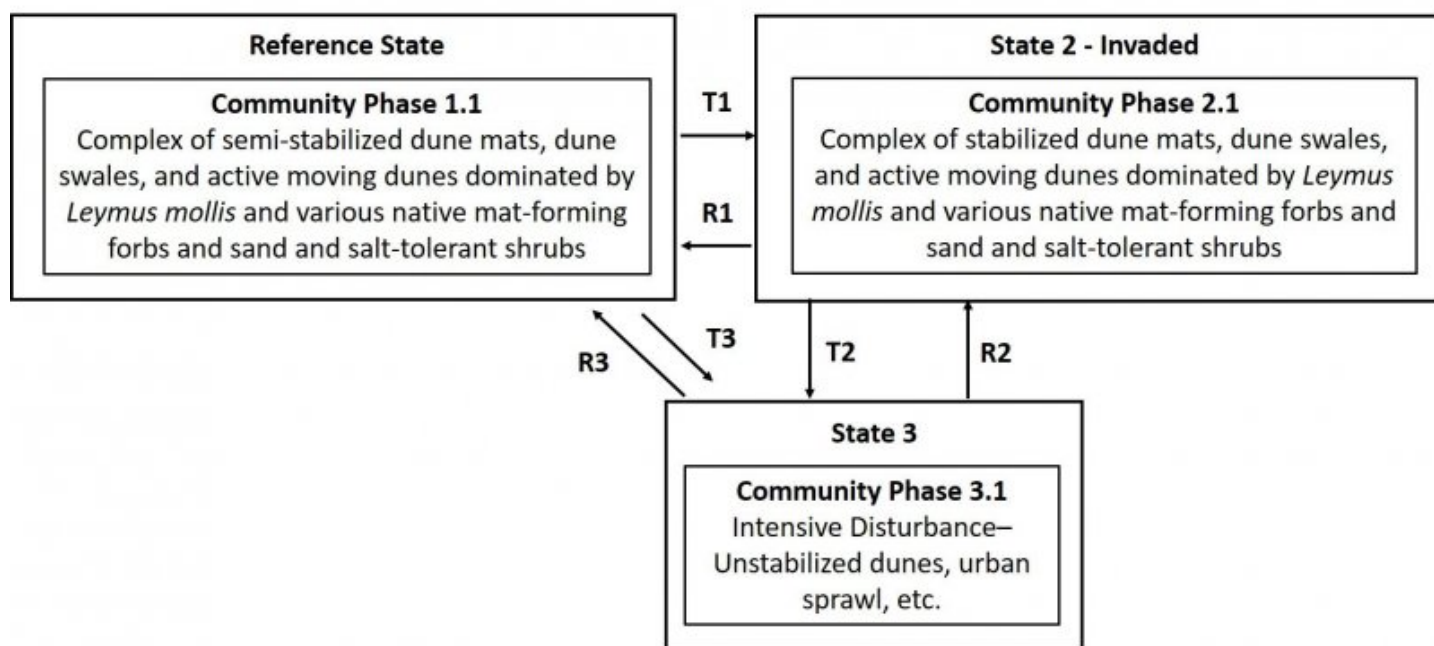 Reference State
Community Phase 1.1
Complex of semi-stabilized dune mats, dune
swales, and active moving dunes dominated by
Leymus mollis and various native mat-forming
forbs and sand and salt-tolerant shrubs
T1
R1
State 2 - Invaded
Community Phase 2.1
Complex of stabilized dune mats, dune swales,
and active moving dunes dominated by Leymus
mollis and various native mat-forming forbs and
sand and salt-tolerant shrubs
R3
T3
T2
R2
State 3
Community Phase 3.1
Intensive Disturbance–
Unstabilized dunes, urban
sprawl, etc.